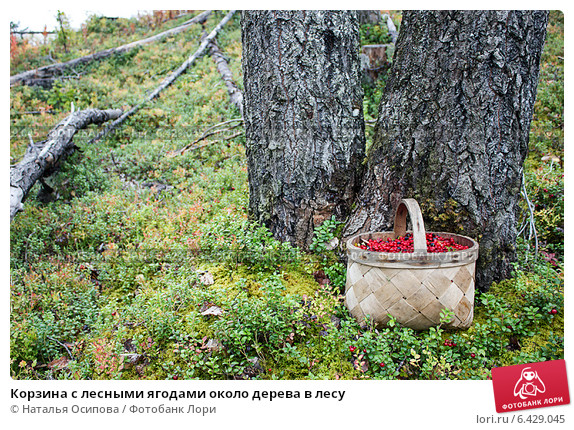 Корзина с лесными ягодами около дерева в лесу
© Наталья Осипова / Фотобанк Лори
ФОТОБАНК ЛОРИ
lori.ru/6.429.045